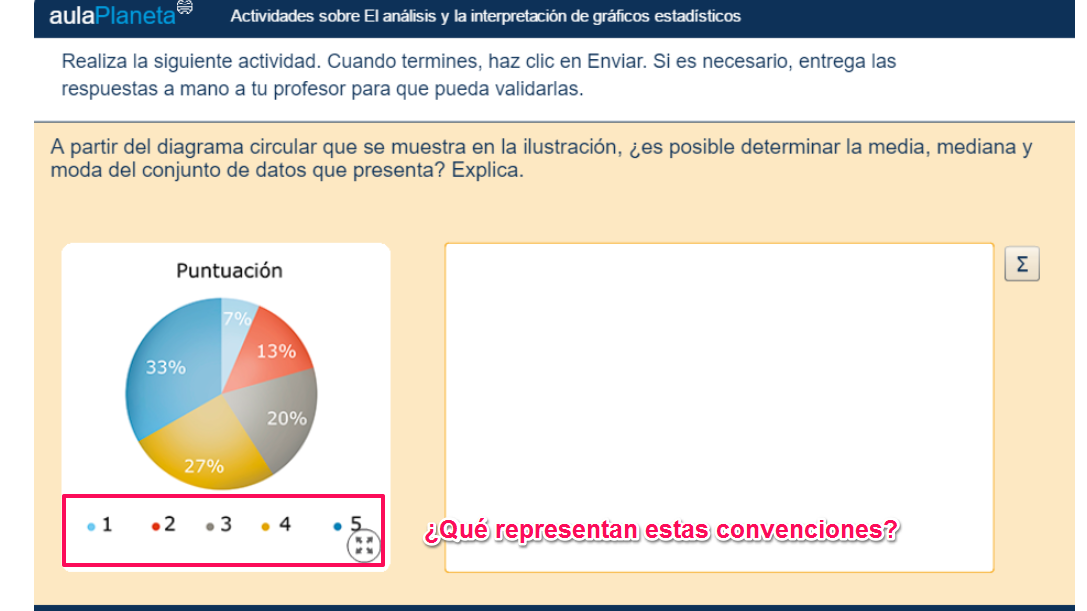 aulaPlaneta Actividades sobre El análisis y la interpretación de gráficos estadísticos
Realiza la siguiente actividad. Cuando termines, haz clic en Enviar. Si es necesario, entrega las
respuestas a mano a tu profesor para que pueda validarlas.
A partir del diagrama circular que se muestra en la ilustración, ¿es posible determinar la media, mediana y
moda del conjunto de datos que presenta? Explica.
Σ
Puntuación
7%
13%
33%
20%
27%
1 2 3 4 5
¿Qué representan estas convenciones?